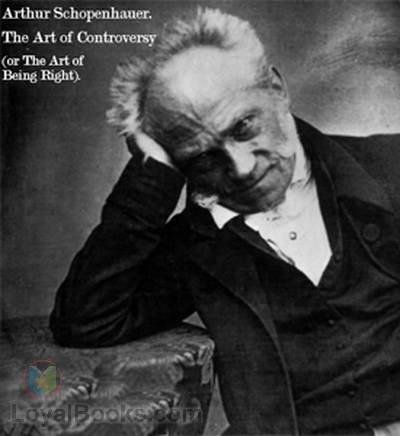 Arthur Schopenhauer.
The Art of Controversy
(or The Art of
Being Right).
LoyalBooks.com